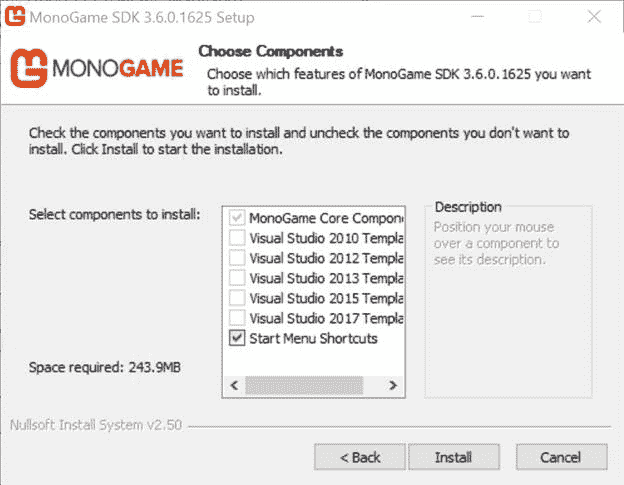 MonoGame SDK 3.6.0.1625 Setup
MONOGAME
Choose Components
Choose which features of MonoGame SDK 3.6.0.1625 you want
to install.
Check the components you want to install and uncheck the components you don't want to
install. Click Install to start the installation.
Select components to install:
MonoGame Core Compon
Visual Studio 2010 Templa
Visual Studio 2012 Templa
Visual Studio 2013 Templa
Visual Studio 2015 Templa
Visual Studio 2017 Templa
Start Menu Shortcuts
Description
Position your mouse
over a component to
see its description.
Space required: 243.9MB
Nullsoft Install System v2.50
< Back
Install
Cancel